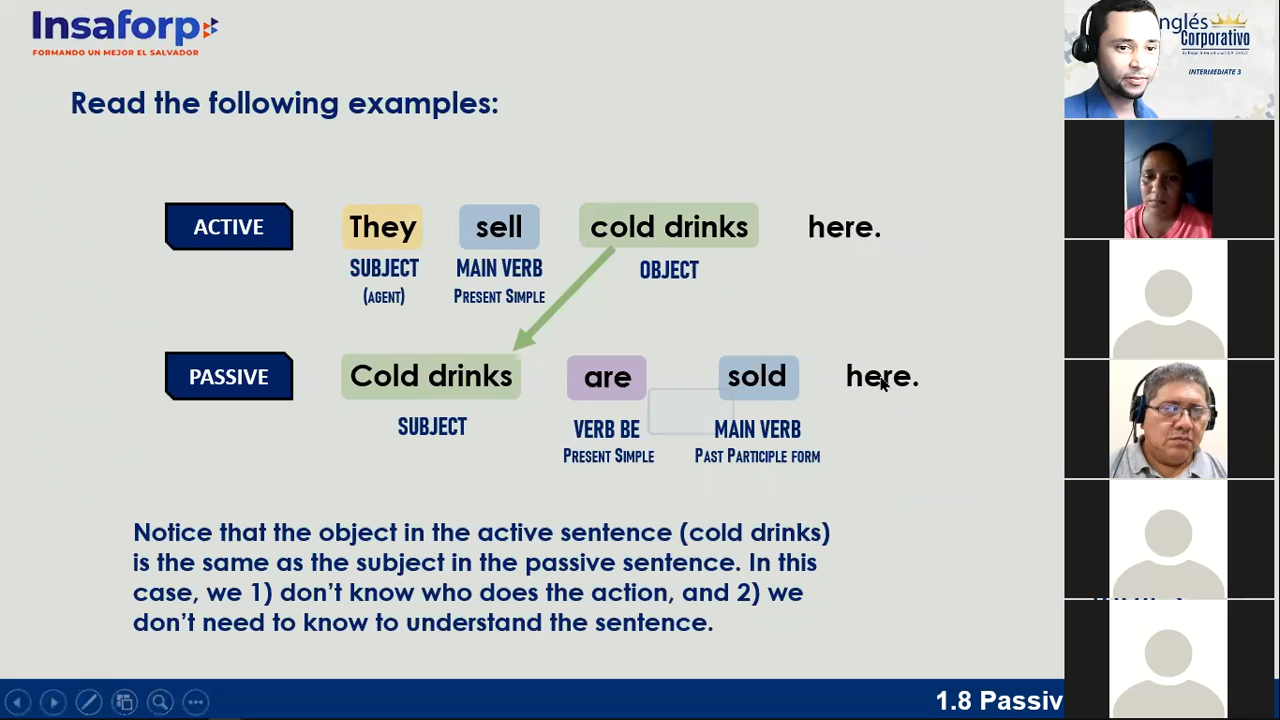 Insaforp
FORMANDO UN MEJOR EL SALVADOR
Inglés
Corporativo
INTERMEDIATE 3
Read the following examples:
ACTIVE They sell cold drinks here.
SUBJECT MAIN VERB OBJECT
(AGENT) PRESENT SIMPLE
PASSIVE Cold drinks are sold here.
SUBJECT VERB BE MAIN VERB
PRESENT SIMPLE PAST PARTICIPLE FORM
Notice that the object in the active sentence (cold drinks)
is the same as the subject in the passive sentence. In this
case, we 1) don’t know who does the action, and 2) we
don’t need to know to understand the sentence.
1.8 Passiv